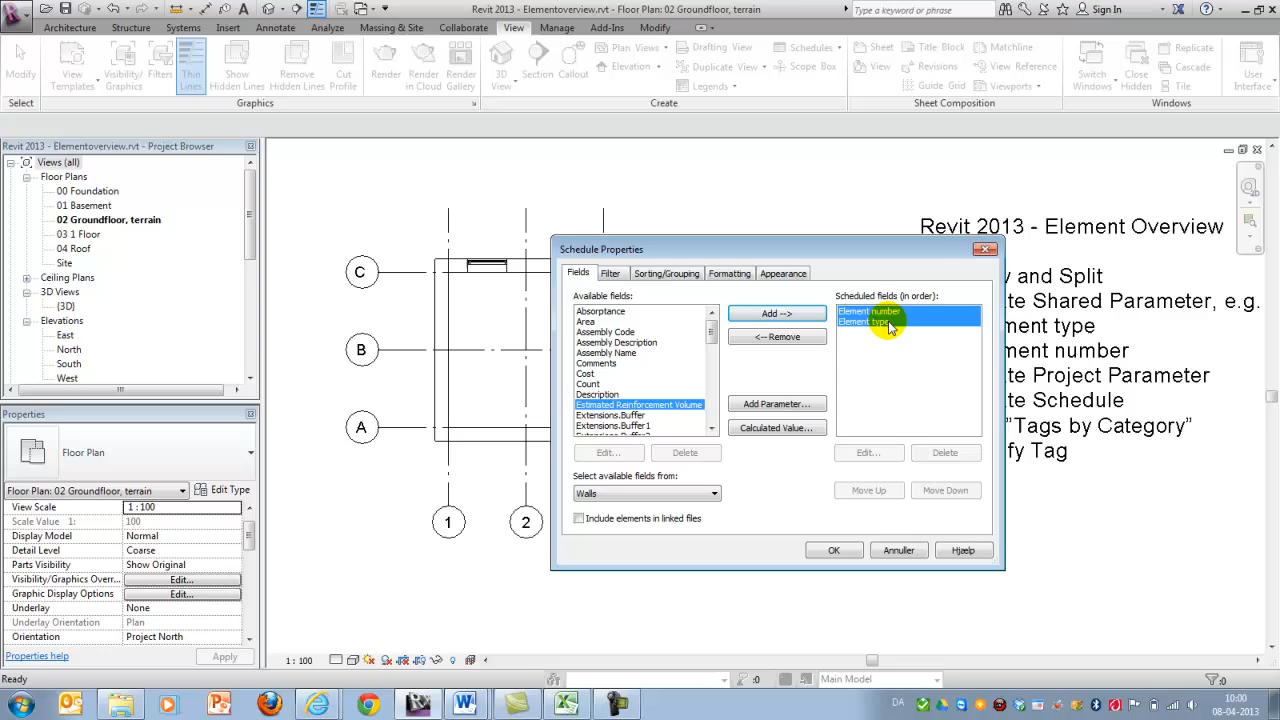 Revit 2013 - Elementoverview.rvt - Floor Plan: 02 Groundfloor, terrain
Type a keyword or phrase
Sign In
Architecture Structure Systems Insert Annotate Analyze Massing & Site Collaborate View Manage Add-Ins Modify
Modify
View Templates
Visibility/ Graphics
Filters
Thin Lines
Show Hidden Lines
Remove Hidden Lines
Cut Profile
Render
Render in Cloud
Render Gallery
3D View
Section
Callout
Plan Views
Elevation
Drafting View
Duplicate View
Legends
Schedules
Scope Box
Sheet
View
Title Block
Revisions
Guide Grid
Matchline
View Reference
Viewports
Switch Windows
Close Hidden
Replicate
Cascade
Tile
User Interface
Select Graphics Create Sheet Composition Windows
Revit 2013 - Elementoverview.rvt - Project Browser
Views (all)
Floor Plans
00 Foundation
01 Basement
02 Groundfloor, terrain
03 1 Floor
04 Roof
Site
Ceiling Plans
3D Views
{3D}
Elevations
East
North
South
West
Properties
Floor Plan
Floor Plan: 02 Groundfloor, terrain Edit Type
View Scale 1 : 100
Scale Value 1: 100
Display Model Normal
Detail Level Coarse
Parts Visibility Show Original
Visibility/Graphics Overr... Edit...
Graphic Display Options Edit...
Underlay None
Underlay Orientation Plan
Orientation Project North
Properties help Apply
C
B
A
1 2
Revit 2013 - Element Overview
w and Split
te Shared Parameter, e.g.
ment type
ment number
te Project Parameter
te Schedule
"Tags by Category"
fy Tag
Schedule Properties
Fields Filter Sorting/Grouping Formatting Appearance
Available fields:
Absorptance
Area
Assembly Code
Assembly Description
Assembly Name
Comments
Cost
Count
Description
Estimated Reinforcement Volume
Extensions.Buffer
Extensions.Buffer1
Extensions.Buffer2
Add -->
<-- Remove
Add Parameter...
Calculated Value...
Scheduled fields (in order):
Element number
Element type
Edit... Delete
Edit... Delete
Select available fields from:
Walls
Move Up Move Down
Include elements in linked files
OK Annuller Hjælp
1 : 100
Ready
:0
Main Model
:0
DA
10:00
08-04-2013